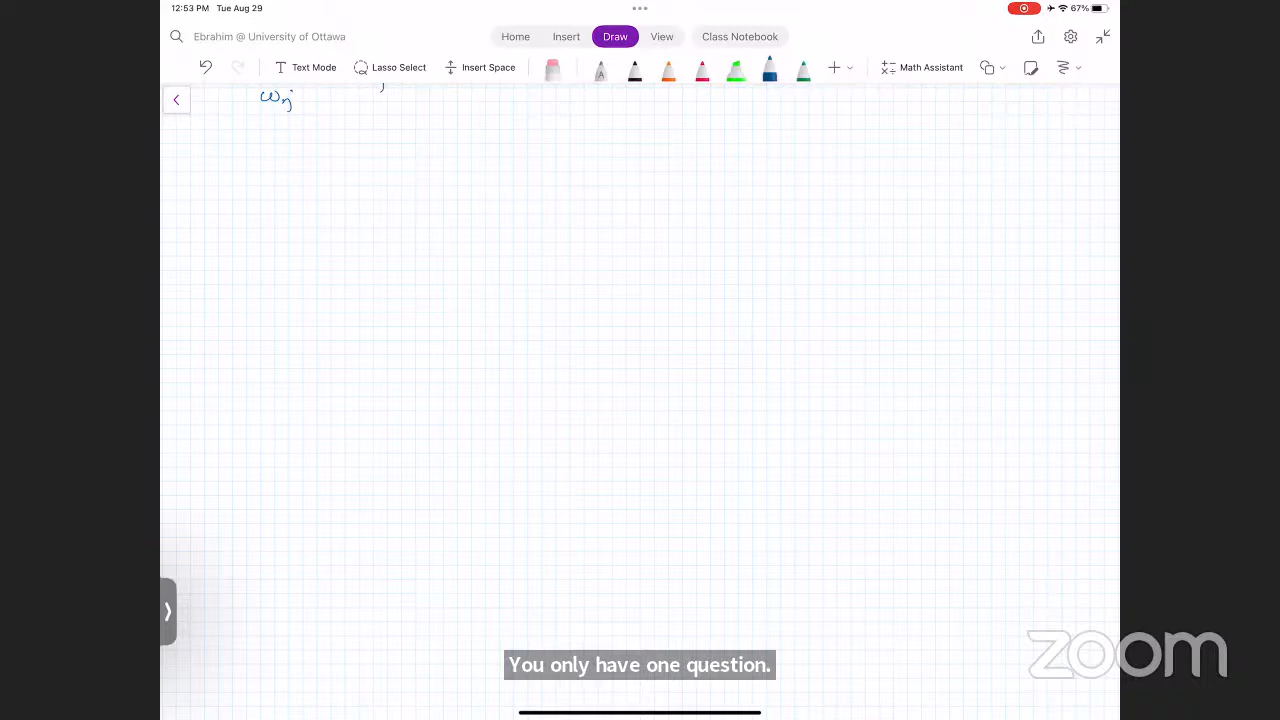 12:53 PM Tue Aug 29
67%
Ebrahim @ University of Ottawa
Home Insert Draw View Class Notebook
Text Mode Lasso Select Insert Space A Math Assistant
You only have one question.
zoom